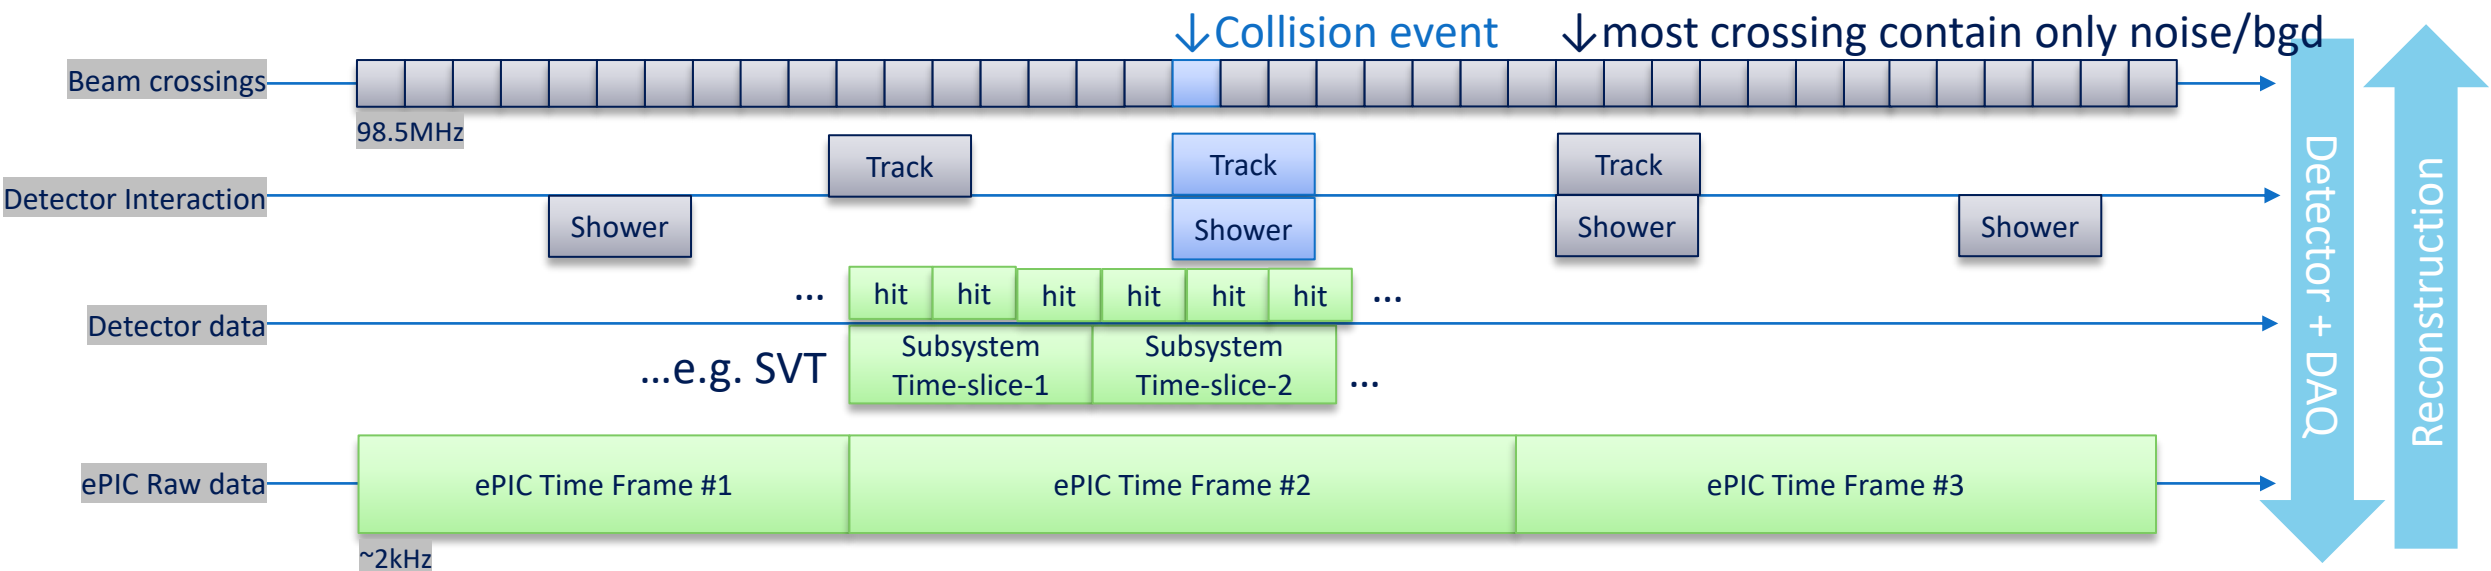 ↓Collision event ↓most crossing contain only noise/bgd
Beam crossings
98.5MHz
Track Track Track
Detector Interaction
Shower Shower Shower Shower
... hit hit hit hit hit hit ...
Detector data
...e.g. SVT
Subsystem
Time-slice-1
Subsystem
Time-slice-2
...
ePIC Raw data
ePIC Time Frame #1 ePIC Time Frame #2 ePIC Time Frame #3
~2kHz
Detector + DAQ
Reconstruction